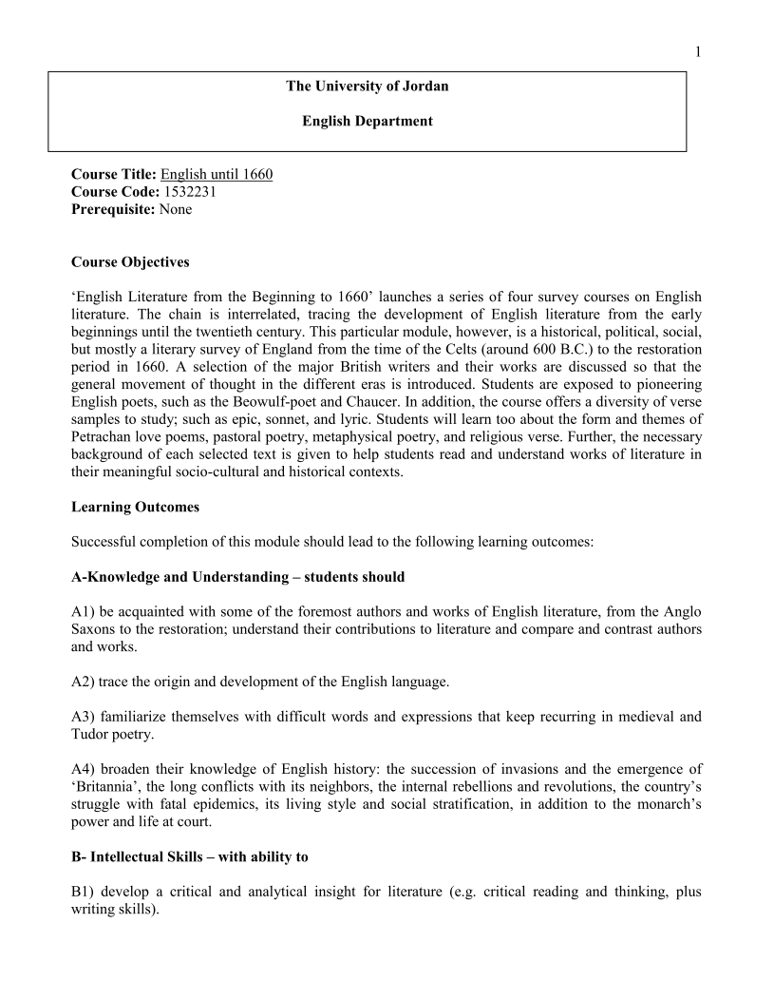 1
The University of Jordan
English Department
Course Title: English until 1660
Course Code: 1532231
Prerequisite: None
Course Objectives
‘English Literature from the Beginning to 1660’ launches a series of four survey courses on English
literature. The chain is interrelated, tracing the development of English literature from the early
beginnings until the twentieth century. This particular module, however, is a historical, political, social,
but mostly a literary survey of England from the time of the Celts (around 600 B.C.) to the restoration
period in 1660. A selection of the major British writers and their works are discussed so that the
general movement of thought in the different eras is introduced. Students are exposed to pioneering
English poets, such as the Beowulf-poet and Chaucer. In addition, the course offers a diversity of verse
samples to study; such as epic, sonnet, and lyric. Students will learn too about the form and themes of
Petrachan love poems, pastoral poetry, metaphysical poetry, and religious verse. Further, the necessary
background of each selected text is given to help students read and understand works of literature in
their meaningful socio-cultural and historical contexts.
Learning Outcomes
Successful completion of this module should lead to the following learning outcomes:
A-Knowledge and Understanding – students should
A1) be acquainted with some of the foremost authors and works of English literature, from the Anglo
Saxons to the restoration; understand their contributions to literature and compare and contrast authors
and works.
A2) trace the origin and development of the English language.
A3) familiarize themselves with difficult words and expressions that keep recurring in medieval and
Tudor poetry.
A4) broaden their knowledge of English history: the succession of invasions and the emergence of
‘Britannia’, the long conflicts with its neighbors, the internal rebellions and revolutions, the country’s
struggle with fatal epidemics, its living style and social stratification, in addition to the monarch’s
power and life at court.
B- Intellectual Skills – with ability to
B1) develop a critical and analytical insight for literature (e.g. critical reading and thinking, plus
writing skills).